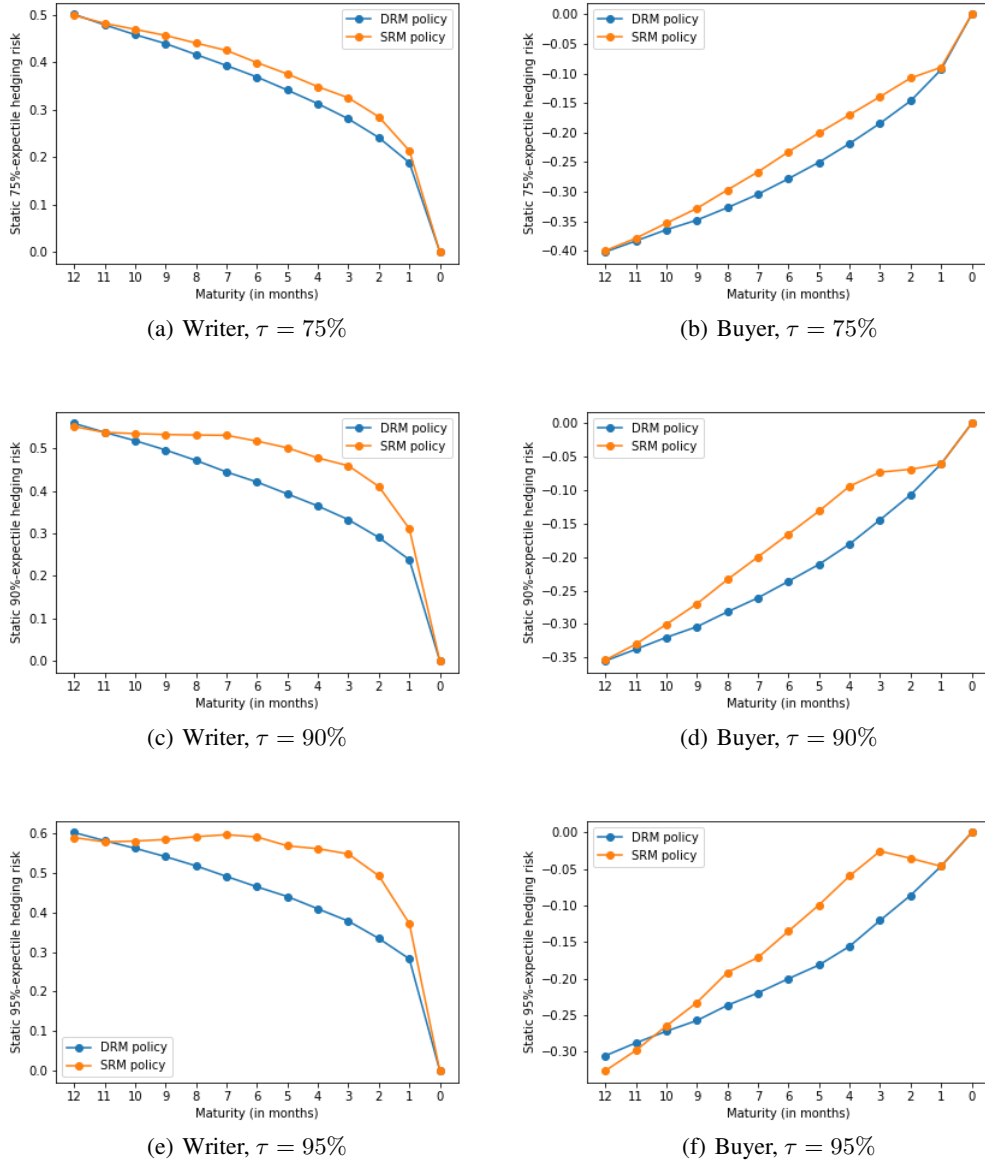 DRM policy
SRM policy
0.5
0.4
0.3
0.2
0.1
0.0
Static 75%-expectile hedging risk
12 11 10 9 8 7 6 5 4 3 2 1 0
Maturity (in months)
(a) Writer, τ = 75%
DRM policy
SRM policy
0.00
−0.05
−0.10
−0.15
−0.20
−0.25
−0.30
−0.35
−0.40
Static 75%-expectile hedging risk
12 11 10 9 8 7 6 5 4 3 2 1 0
Maturity (in months)
(b) Buyer, τ = 75%
DRM policy
SRM policy
0.5
0.4
0.3
0.2
0.1
0.0
Static 90%-expectile hedging risk
12 11 10 9 8 7 6 5 4 3 2 1 0
Maturity (in months)
(c) Writer, τ = 90%
DRM policy
SRM policy
0.00
−0.05
−0.10
−0.15
−0.20
−0.25
−0.30
−0.35
Static 90%-expectile hedging risk
12 11 10 9 8 7 6 5 4 3 2 1 0
Maturity (in months)
(d) Buyer, τ = 90%
0.6
0.5
0.4
0.3
0.2
0.1
0.0
Static 95%-expectile hedging risk
DRM policy
SRM policy
12 11 10 9 8 7 6 5 4 3 2 1 0
Maturity (in months)
(e) Writer, τ = 95%
DRM policy
SRM policy
0.00
−0.05
−0.10
−0.15
−0.20
−0.25
−0.30
Static 95%-expectile hedging risk
12 11 10 9 8 7 6 5 4 3 2 1 0
Maturity (in months)
(f) Buyer, τ = 95%